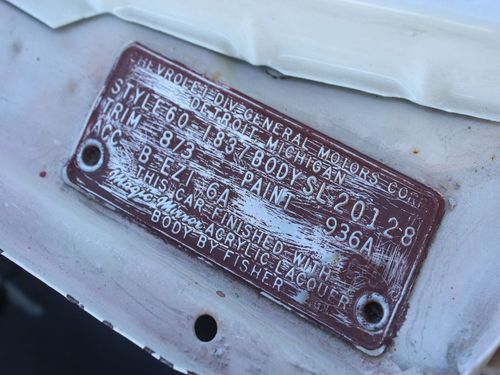 CHEVROLET DIV. GENERAL MOTORS CORP.
DETROIT, MICHIGAN
STYLE 60 1837 BODY SL 20128
TRIM 873 PAINT 936A
ACC. B-EZ1-6A
THIS CAR FINISHED WITH
Magic-Mirror ACRYLIC LACQUER
BODY BY FISHER